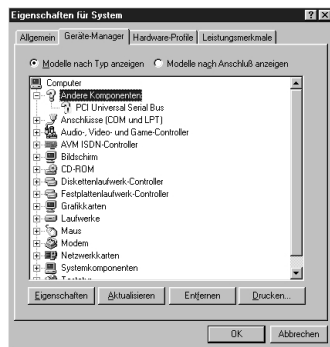 Eigenschaften für System
Allgemein Geräte-Manager Hardware-Profile Leistungsmerkmale
Modelle nach Typ anzeigen Modelle nach Anschluß anzeigen
Computer
Andere Komponenten
PCI Universal Serial Bus
Anschlüsse (COM und LPT)
Audio-, Video- und Game-Controller
AVM ISDN-Controller
Bildschirm
CD-ROM
Diskettenlaufwerk-Controller
Festplattenlaufwerk-Controller
Grafikkarten
Laufwerke
Maus
Modem
Netzwerkkarten
Systemkomponenten
Eigenschaften Aktualisieren Entfernen Drucken...
OK Abbrechen